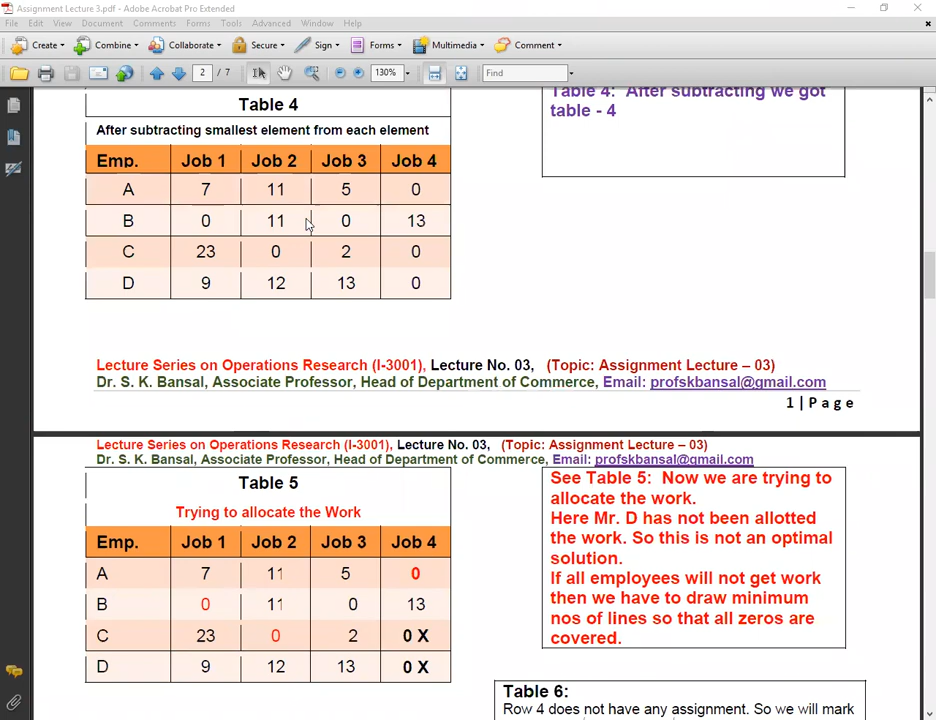 Assignment Lecture 3.pdf - Adobe Acrobat Pro Extended
File Edit View Document Comments Forms Tools Advanced Window Help
Create Combine Collaborate Secure Sign Forms Multimedia Comment
2 / 7 130% Find
Table 4
After subtracting smallest element from each element
Emp. Job 1 Job 2 Job 3 Job 4
A 7 11 5 0
B 0 11 0 13
C 23 0 2 0
D 9 12 13 0
Table 4: After subtracting we got
table - 4
Lecture Series on Operations Research (I-3001), Lecture No. 03, (Topic: Assignment Lecture – 03)
Dr. S. K. Bansal, Associate Professor, Head of Department of Commerce, Email: profskbansal@gmail.com
1 | P a g e
Lecture Series on Operations Research (I-3001), Lecture No. 03, (Topic: Assignment Lecture – 03)
Dr. S. K. Bansal, Associate Professor, Head of Department of Commerce, Email: profskbansal@gmail.com
Table 5
Trying to allocate the Work
Emp. Job 1 Job 2 Job 3 Job 4
A 7 11 5 0
B 0 11 0 13
C 23 0 2 0 X
D 9 12 13 0 X
See Table 5: Now we are trying to
allocate the work.
Here Mr. D has not been allotted
the work. So this is not an optimal
solution.
If all employees will not get work
then we have to draw minimum
nos of lines so that all zeros are
covered.
Table 6:
Row 4 does not have any assignment. So we will mark